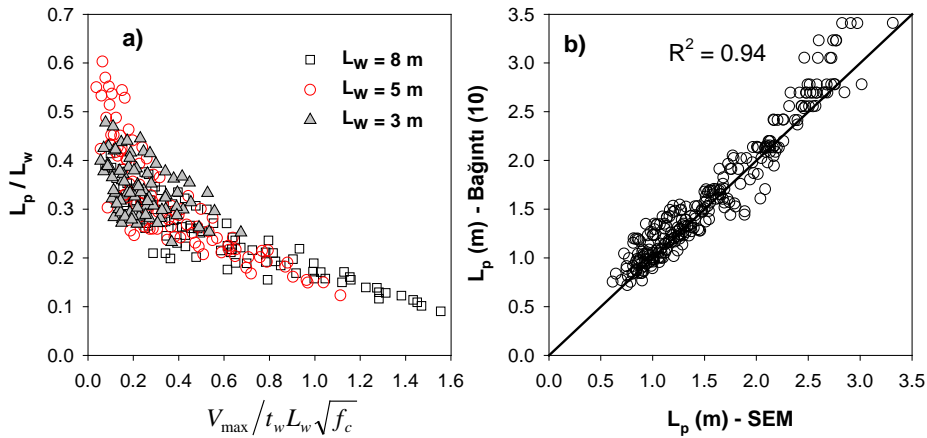 a)
L_w = 8 m
L_w = 5 m
L_w = 3 m
L_p / L_w
0.7
0.6
0.5
0.4
0.3
0.2
0.1
0.0
0.0 0.2 0.4 0.6 0.8 1.0 1.2 1.4 1.6
V_max / t_w L_w √f_c
b)
R² = 0.94
L_p (m) - Bağıntı (10)
3.5
3.0
2.5
2.0
1.5
1.0
0.5
0.0
0.0 0.5 1.0 1.5 2.0 2.5 3.0 3.5
L_p (m) - SEM